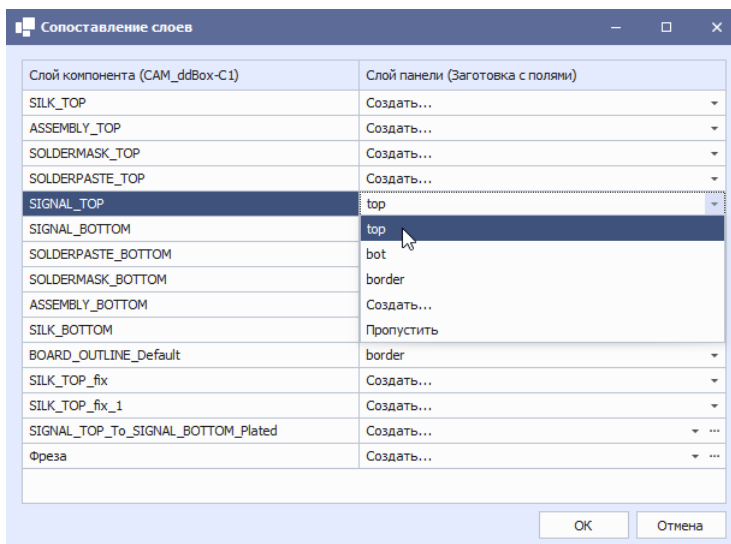 Сопоставление слоев
Слой компонента (CAM_ddBox-C1) Слой панели (Заготовка с полями)
SILK_TOP Создать...
ASSEMBLY_TOP Создать...
SOLDERMASK_TOP Создать...
SOLDERPASTE_TOP Создать...
SIGNAL_TOP top
SIGNAL_BOTTOM top
SOLDERPASTE_BOTTOM bot
SOLDERMASK_BOTTOM border
ASSEMBLY_BOTTOM Создать...
SILK_BOTTOM Пропустить
BOARD_OUTLINE_Default border
SILK_TOP_fix Создать...
SILK_TOP_fix_1 Создать...
SIGNAL_TOP_To_SIGNAL_BOTTOM_Plated Создать... ...
Фреза Создать... ...
OK Отмена